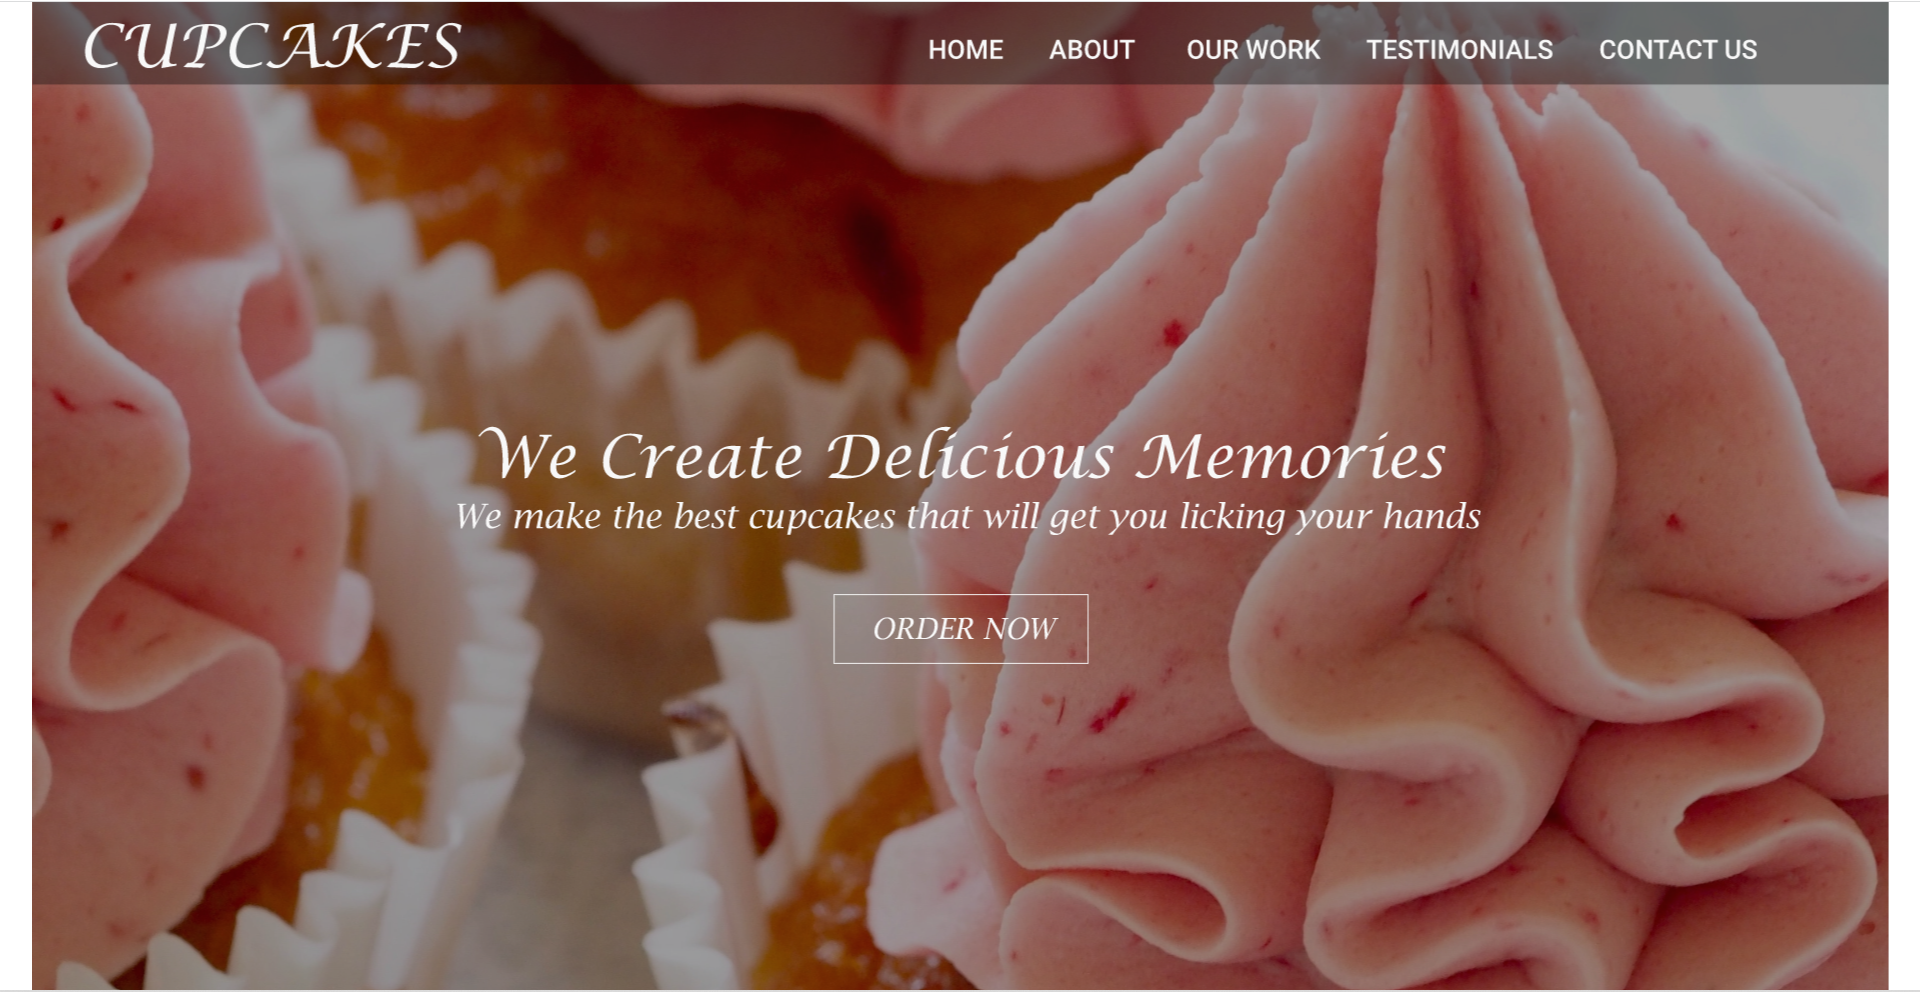 CUPCAKES
HOME ABOUT OUR WORK TESTIMONIALS CONTACT US
We Create Delicious Memories
We make the best cupcakes that will get you licking your hands
ORDER NOW